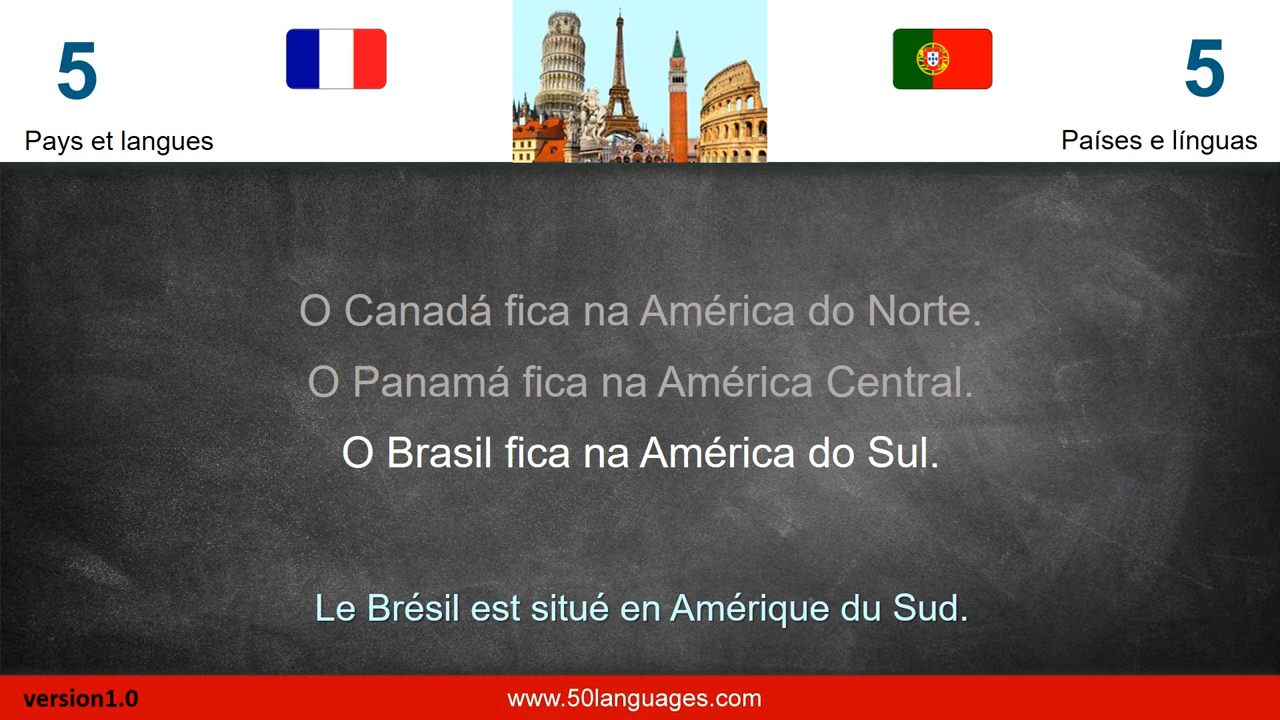 5
5
Pays et langues
Países e línguas
O Canadá fica na América do Norte.
O Panamá fica na América Central.
O Brasil fica na América do Sul.
Le Brésil est situé en Amérique du Sud.
version1.0
www.50languages.com